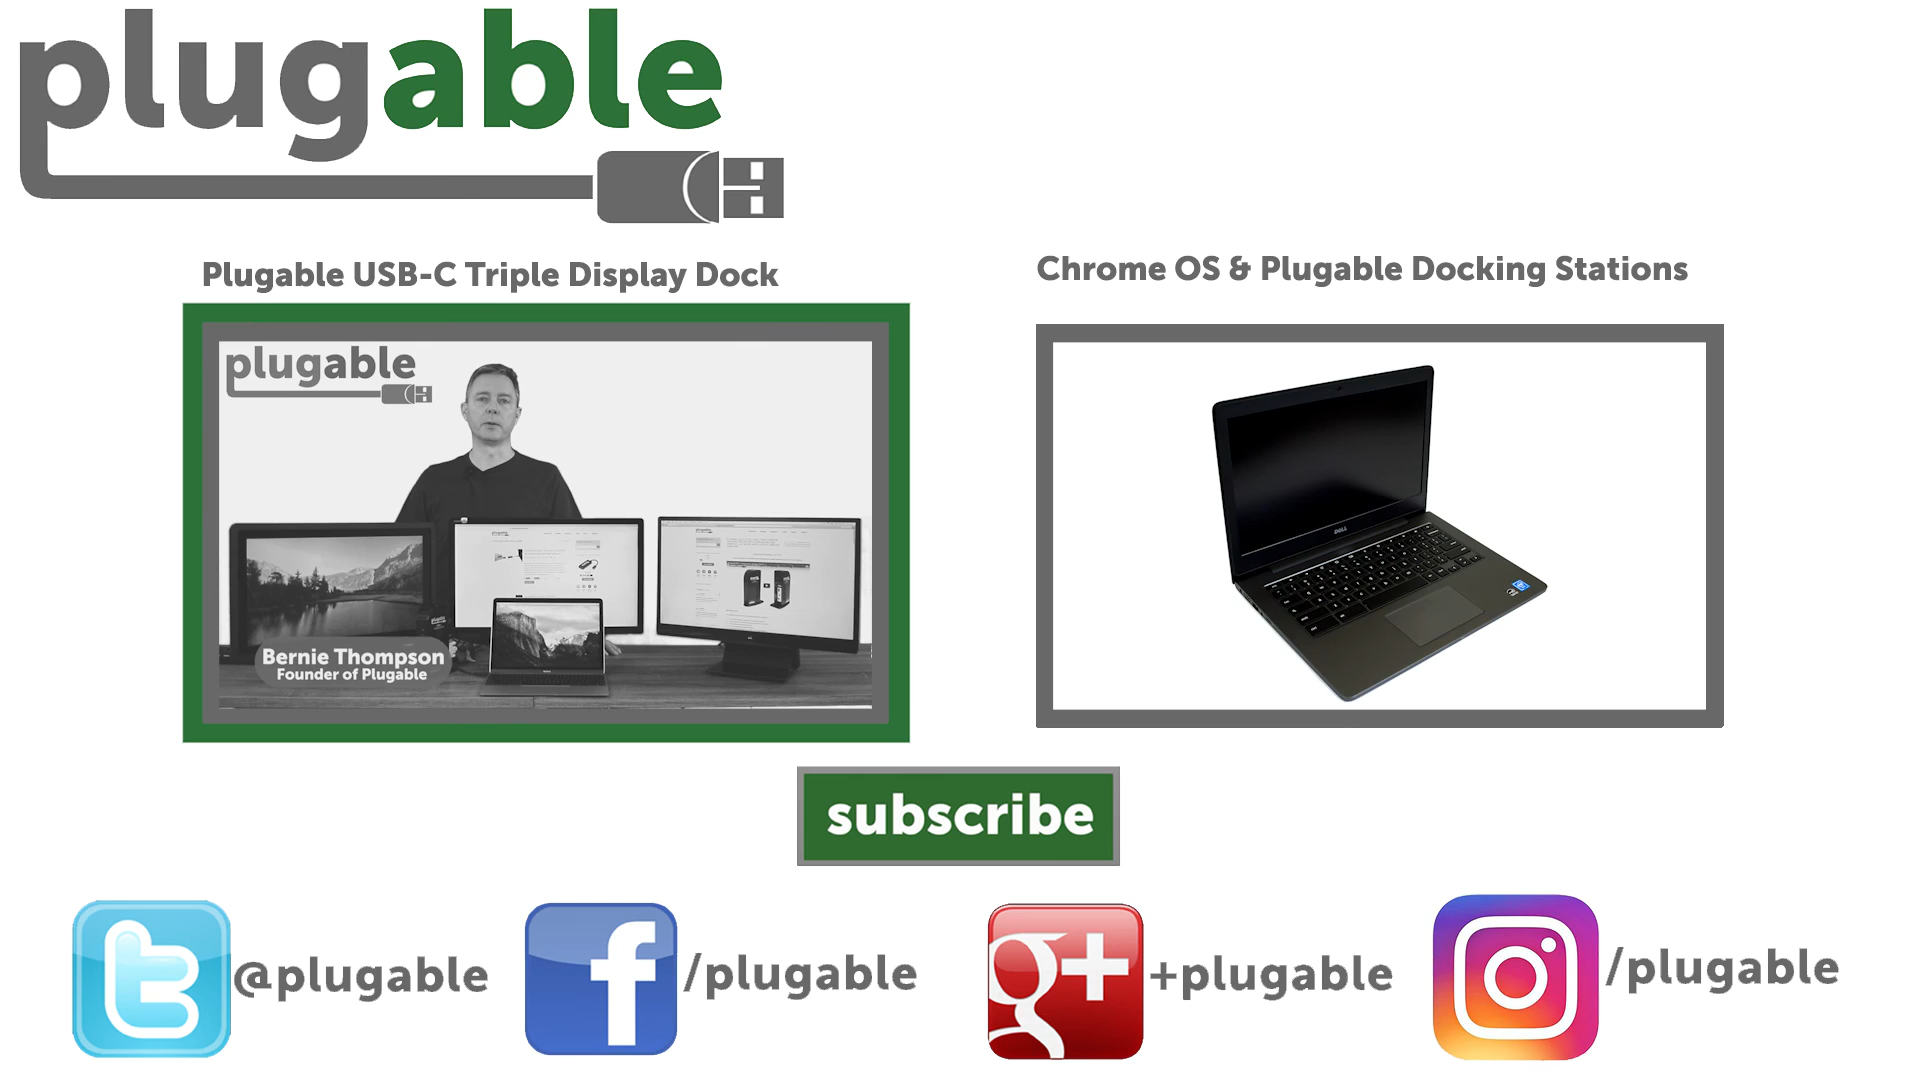 plugable
Plugable USB-C Triple Display Dock
Chrome OS & Plugable Docking Stations
plugable
Bernie Thompson
Founder of Plugable
DELL
subscribe
@plugable
/plugable
g+
+plugable
/plugable